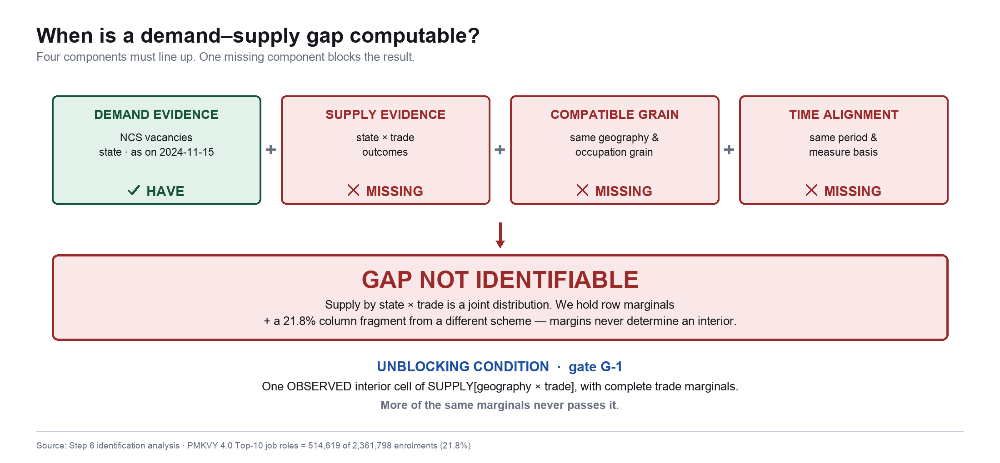 When is a demand–supply gap computable?
Four components must line up. One missing component blocks the result.
DEMAND EVIDENCE
NCS vacancies
state · as on 2024-11-15
✓ HAVE
+
SUPPLY EVIDENCE
state × trade
outcomes
✕ MISSING
+
COMPATIBLE GRAIN
same geography &
occupation grain
✕ MISSING
+
TIME ALIGNMENT
same period &
measure basis
✕ MISSING
GAP NOT IDENTIFIABLE
Supply by state × trade is a joint distribution. We hold row marginals
+ a 21.8% column fragment from a different scheme — margins never determine an interior.
UNBLOCKING CONDITION · gate G-1
One OBSERVED interior cell of SUPPLY[geography × trade], with complete trade marginals.
More of the same marginals never passes it.
Source: Step 6 identification analysis · PMKVY 4.0 Top-10 job roles = 514,619 of 2,361,798 enrolments (21.8%)